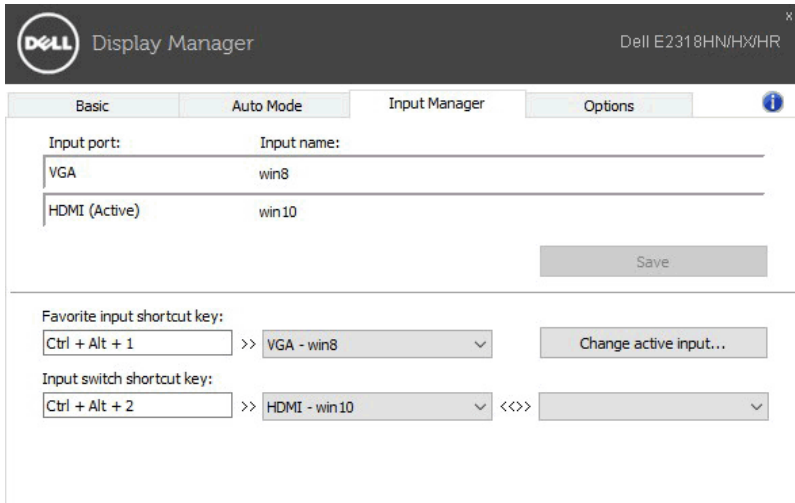 x
DELL Display Manager Dell E2318HN/HX/HR
Basic Auto Mode Input Manager Options i
Input port: Input name:
VGA win8
HDMI (Active) win10
Save
Favorite input shortcut key:
Ctrl + Alt + 1 >> VGA - win8 Change active input...
Input switch shortcut key:
Ctrl + Alt + 2 >> HDMI - win10 <<>>